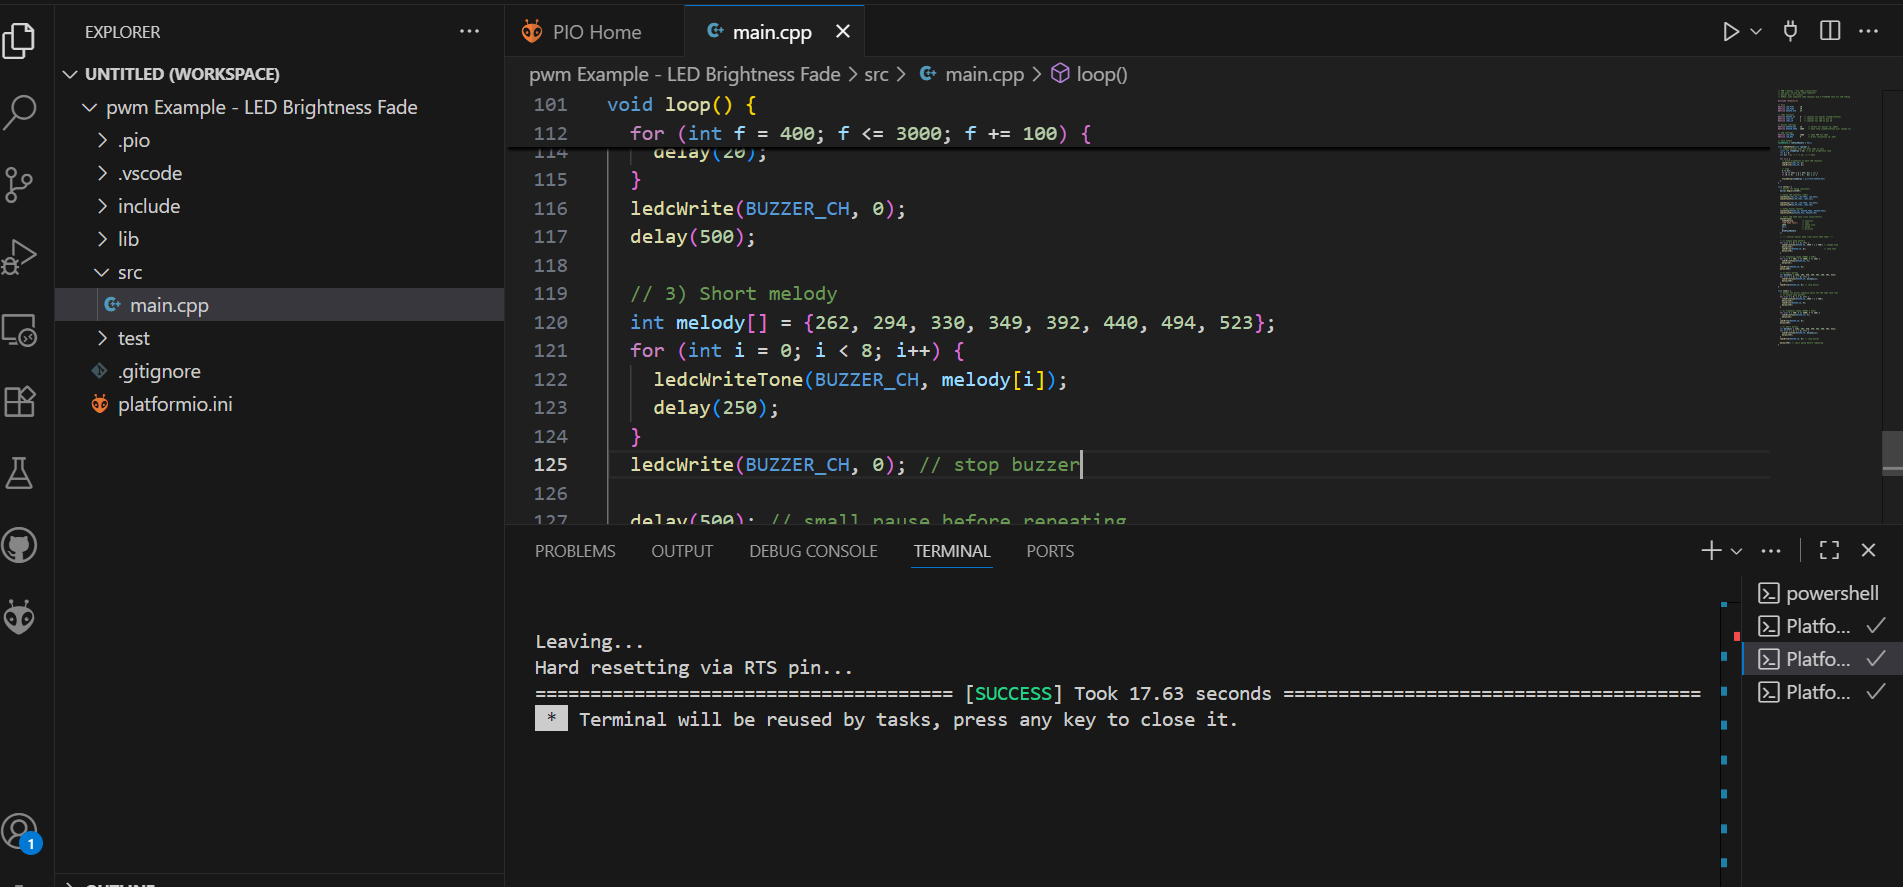 EXPLORER
UNTITLED (WORKSPACE)
pwm Example - LED Brightness Fade
.pio
.vscode
include
lib
src
main.cpp
test
.gitignore
platformio.ini
1
PIO Home
main.cpp
pwm Example - LED Brightness Fade > src > main.cpp > loop()
101 void loop() {
112 for (int f = 400; f <= 3000; f += 100) {
114 delay(20);
115 }
116 ledcWrite(BUZZER_CH, 0);
117 delay(500);
118
119 // 3) Short melody
120 int melody[] = {262, 294, 330, 349, 392, 440, 494, 523};
121 for (int i = 0; i < 8; i++) {
122 ledcWriteTone(BUZZER_CH, melody[i]);
123 delay(250);
124 }
125 ledcWrite(BUZZER_CH, 0); // stop buzzer
126
127 delay(500); // small pause before repeating
PROBLEMS OUTPUT DEBUG CONSOLE TERMINAL PORTS
Leaving...
Hard resetting via RTS pin...
====================================== [SUCCESS] Took 17.63 seconds ======================================
* Terminal will be reused by tasks, press any key to close it.
powershell
Platfo...
Platfo...
Platfo...
OUTLINE